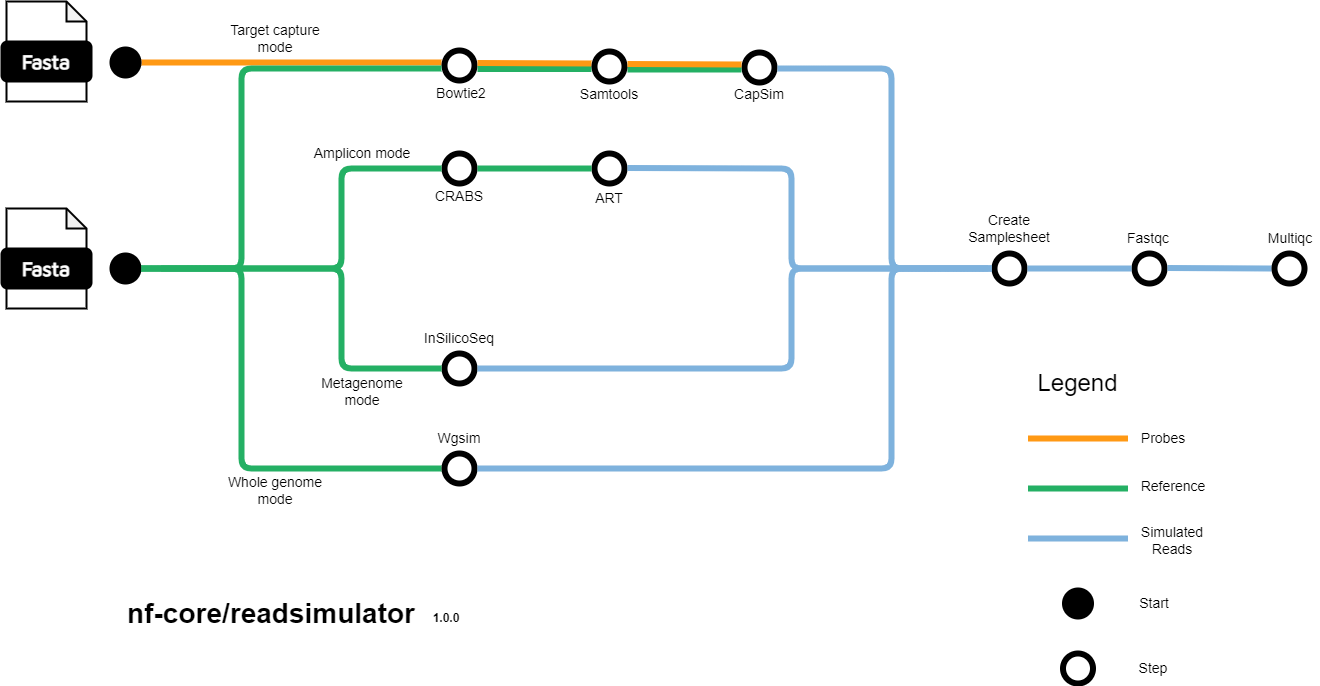 Target capture
mode
Fasta
Bowtie2
Samtools
CapSim
Amplicon mode
CRABS
ART
Fasta
Create
Samplesheet
Fastqc
Multiqc
InSilicoSeq
Metagenome
mode
Wgsim
Whole genome
mode
Legend
Probes
Reference
Simulated
Reads
Start
Step
nf-core/readsimulator 1.0.0